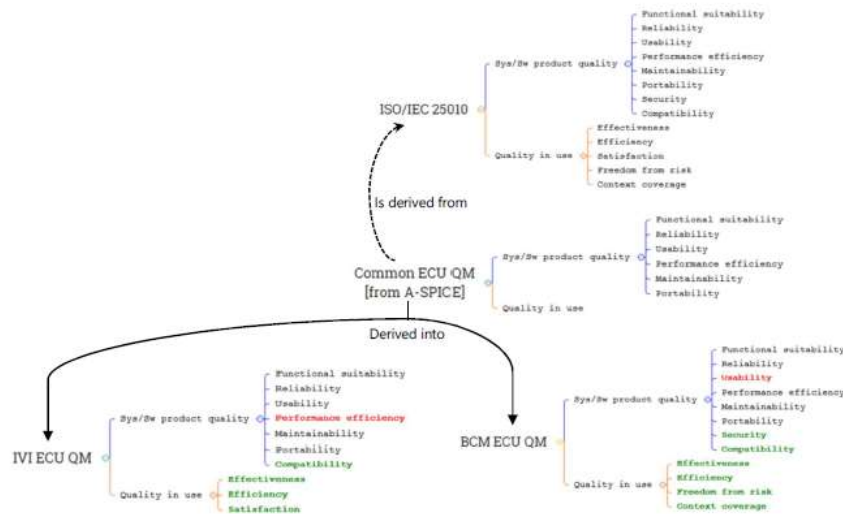 Functional suitability
Reliability
Usability
Sys/Sw product quality
Performance efficiency
Maintainability
Portability
Security
ISO/IEC 25010
Compatibility
Effectiveness
Efficiency
Quality in use
Satisfaction
Freedom from risk
Context coverage
Is derived from
Functional suitability
Reliability
Usability
Sys/Sw product quality
Performance efficiency
Common ECU QM
[from A-SPICE]
Maintainability
Portability
Quality in use
Derived into
Functional suitability
Reliability
Usability
Sys/Sw product quality
Performance efficiency
Maintainability
Portability
IVI ECU QM
Compatibility
Effectiveness
Quality in use
Efficiency
Satisfaction
Functional suitability
Reliability
Usability
Sys/Sw product quality
Performance efficiency
Maintainability
Portability
Security
BCM ECU QM
Compatibility
Effectiveness
Efficiency
Quality in use
Freedom from risk
Context coverage